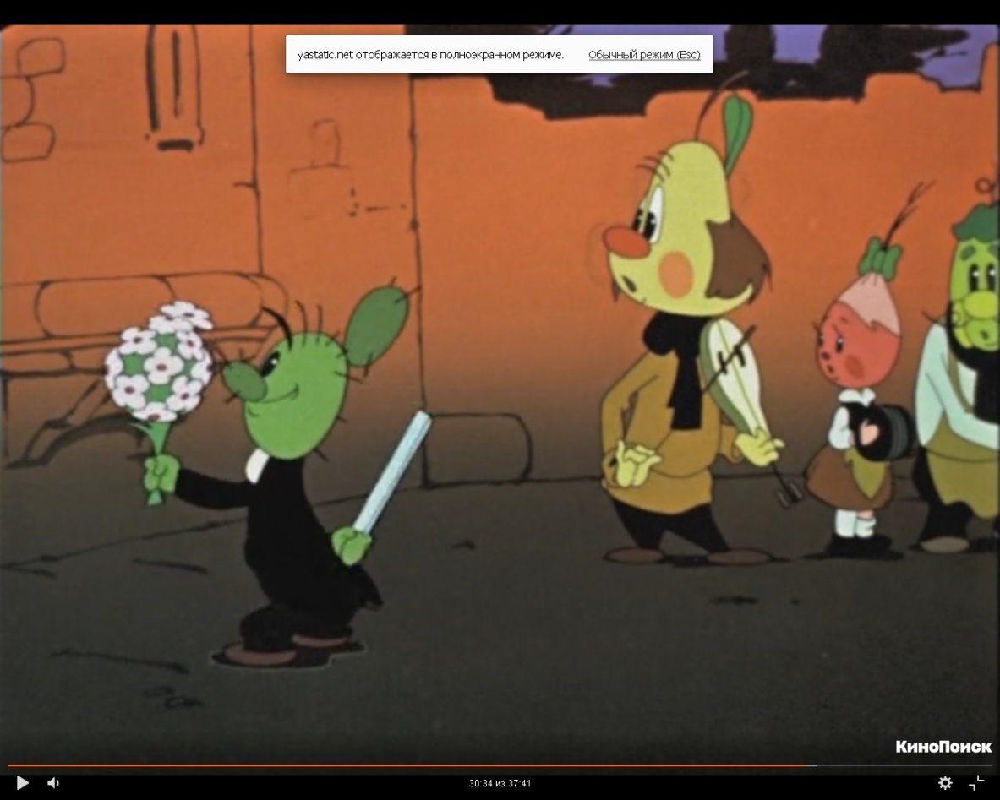 yastatic.net отображается в полноэкранном режиме. Обычный режим (Esc)
КиноПоиск
30:34 из 37:41